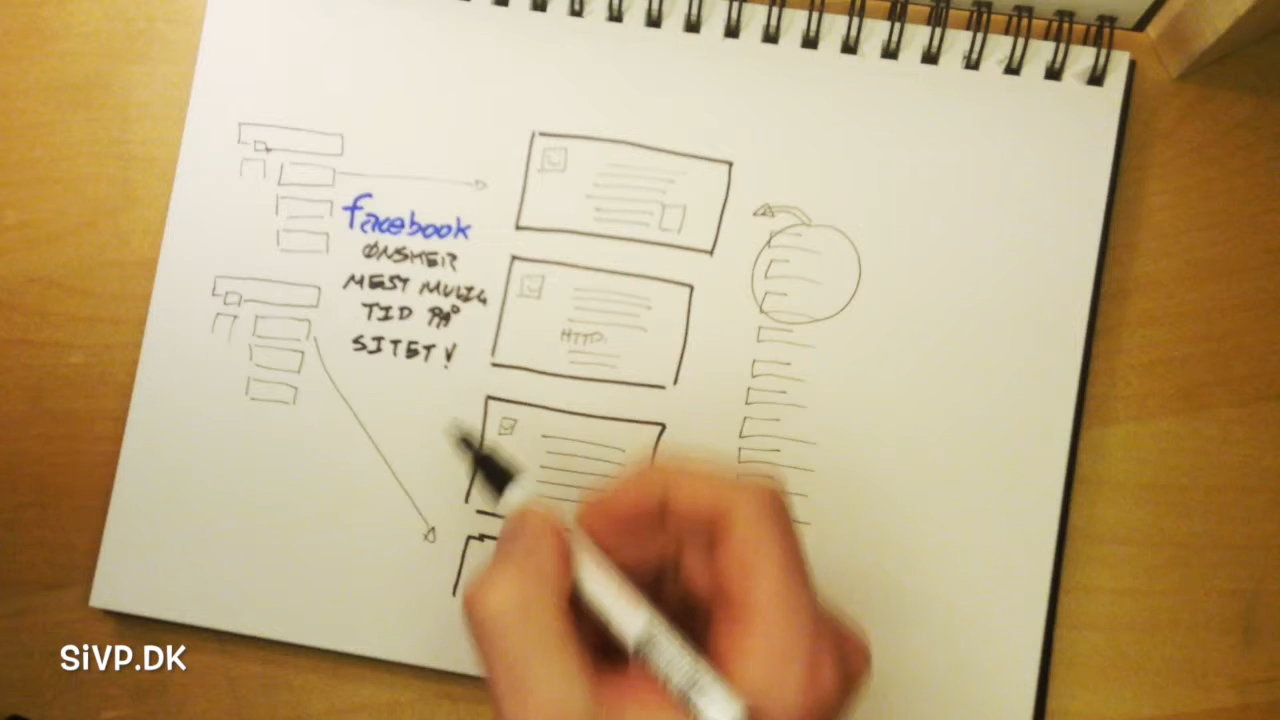 facebook
ØNSKER
MEST MULIG
TID PÅ
SITET!
HTTP:
SiVP.DK